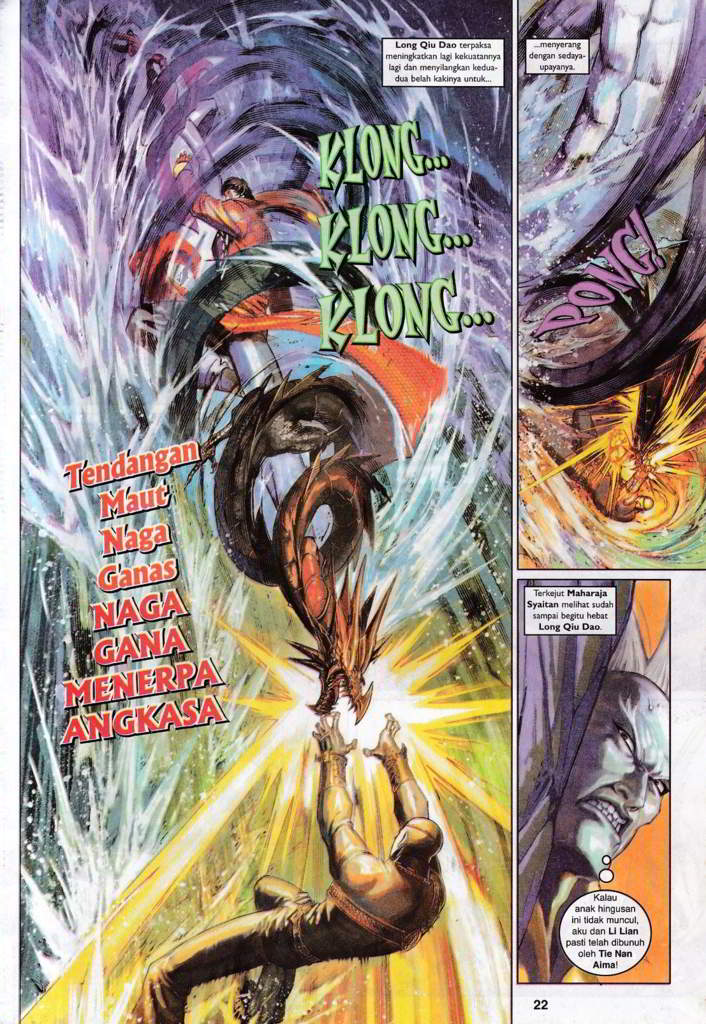 Long Qiu Dao terpaksa
meningkatkan lagi kekuatannya
lagi dan menyilangkan kedua-
dua belah kakinya untuk...
KLONG...
KLONG...
KLONG...
Tendangan
Maut
Naga
Ganas
NAGA
GANA
MENERPA
ANGKASA
...menyerang
dengan sedaya-
upayanya.
PONG!
Terkejut Maharaja
Syaitan melihat sudah
sampai begitu hebat
Long Qiu Dao.
Kalau
anak hingusan
ini tidak muncul,
aku dan Li Lian
pasti telah dibunuh
oleh Tie Nan
Aima!
22